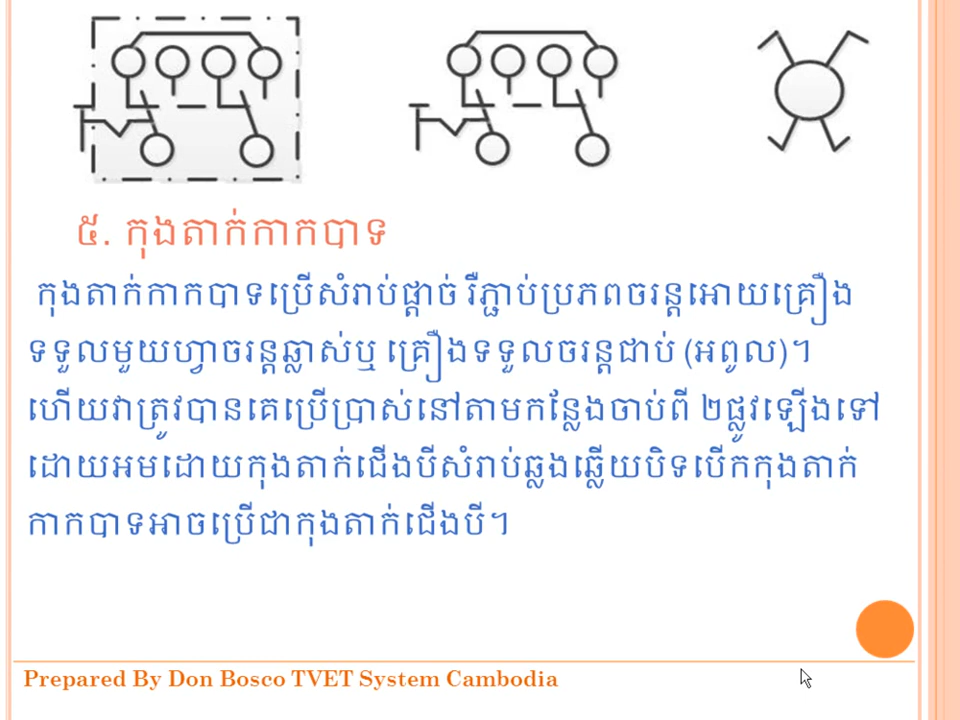 ៥. កុងតាក់កាកបាទ
កុងតាក់កាកបាទប្រើសំរាប់ផ្តាច់ រឺភ្ជាប់ប្រភពចរន្តអោយគ្រឿង
ទទួលមួយហ្វាចរន្តឆ្លាស់ឬ គ្រឿងទទួលចរន្តជាប់ (អពូល)។
ហើយវាត្រូវបានគេប្រើប្រាស់នៅតាមកន្លែងចាប់ពី ២ផ្លូវឡើងទៅ
ដោយអមដោយកុងតាក់ជើងបីសំរាប់ឆ្លងឆ្លើយបិទបើកកុងតាក់
កាកបាទអាចប្រើជាកុងតាក់ជើងបី។
Prepared By Don Bosco TVET System Cambodia